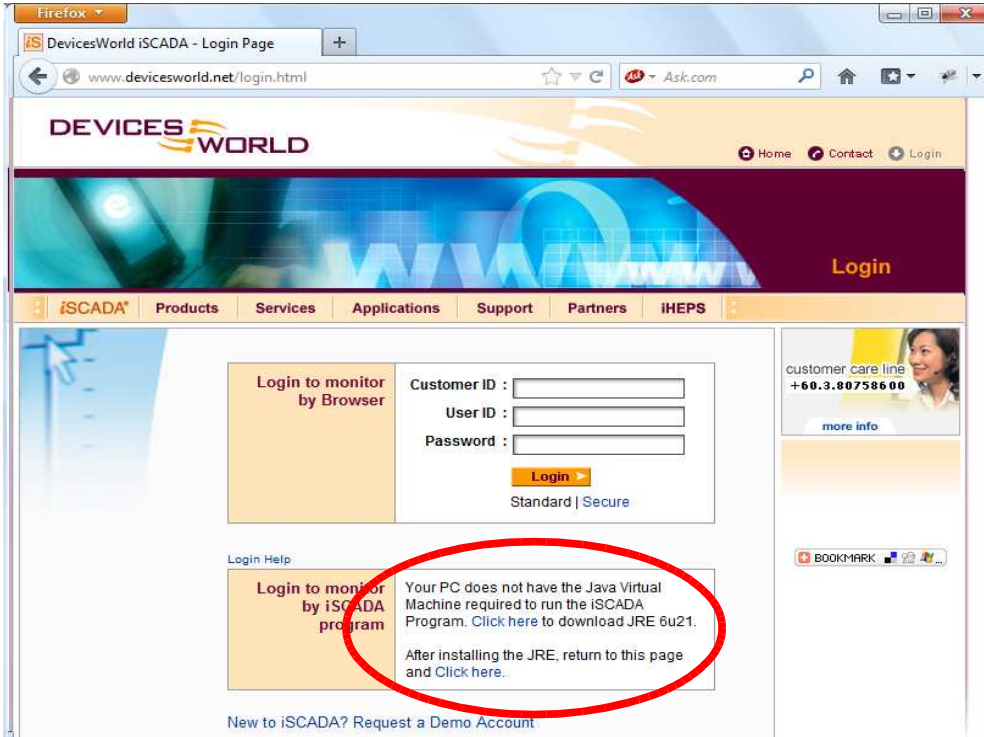 Firefox
iS DevicesWorld iSCADA - Login Page
www.devicesworld.net/login.html
Ask.com
DEVICES WORLD
Home Contact Login
e
www
www.w
Login
iSCADA® Products Services Applications Support Partners iHEPS
customer care line
+60.3.80758600
more info
Login to monitor
by Browser
Customer ID :
User ID :
Password :
Login
Standard | Secure
BOOKMARK
Login Help
Login to monitor
by iSCADA
program
Your PC does not have the Java Virtual
Machine required to run the iSCADA
Program. Click here to download JRE 6u21.
After installing the JRE, return to this page
and Click here.
New to iSCADA? Request a Demo Account